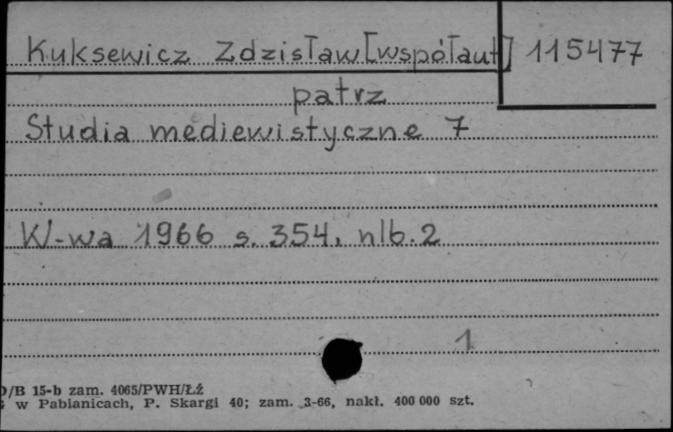 Kuksewicz Zdzisław [współaut] 115477
patrz
Studia mediewistyczne 7
W-wa 1966 s. 354, nlb. 2
1
D/B 15-b zam. 4065/PWH/Łź
w Pabianicach, P. Skargi 40; zam. 3-66, nakł. 400 000 szt.